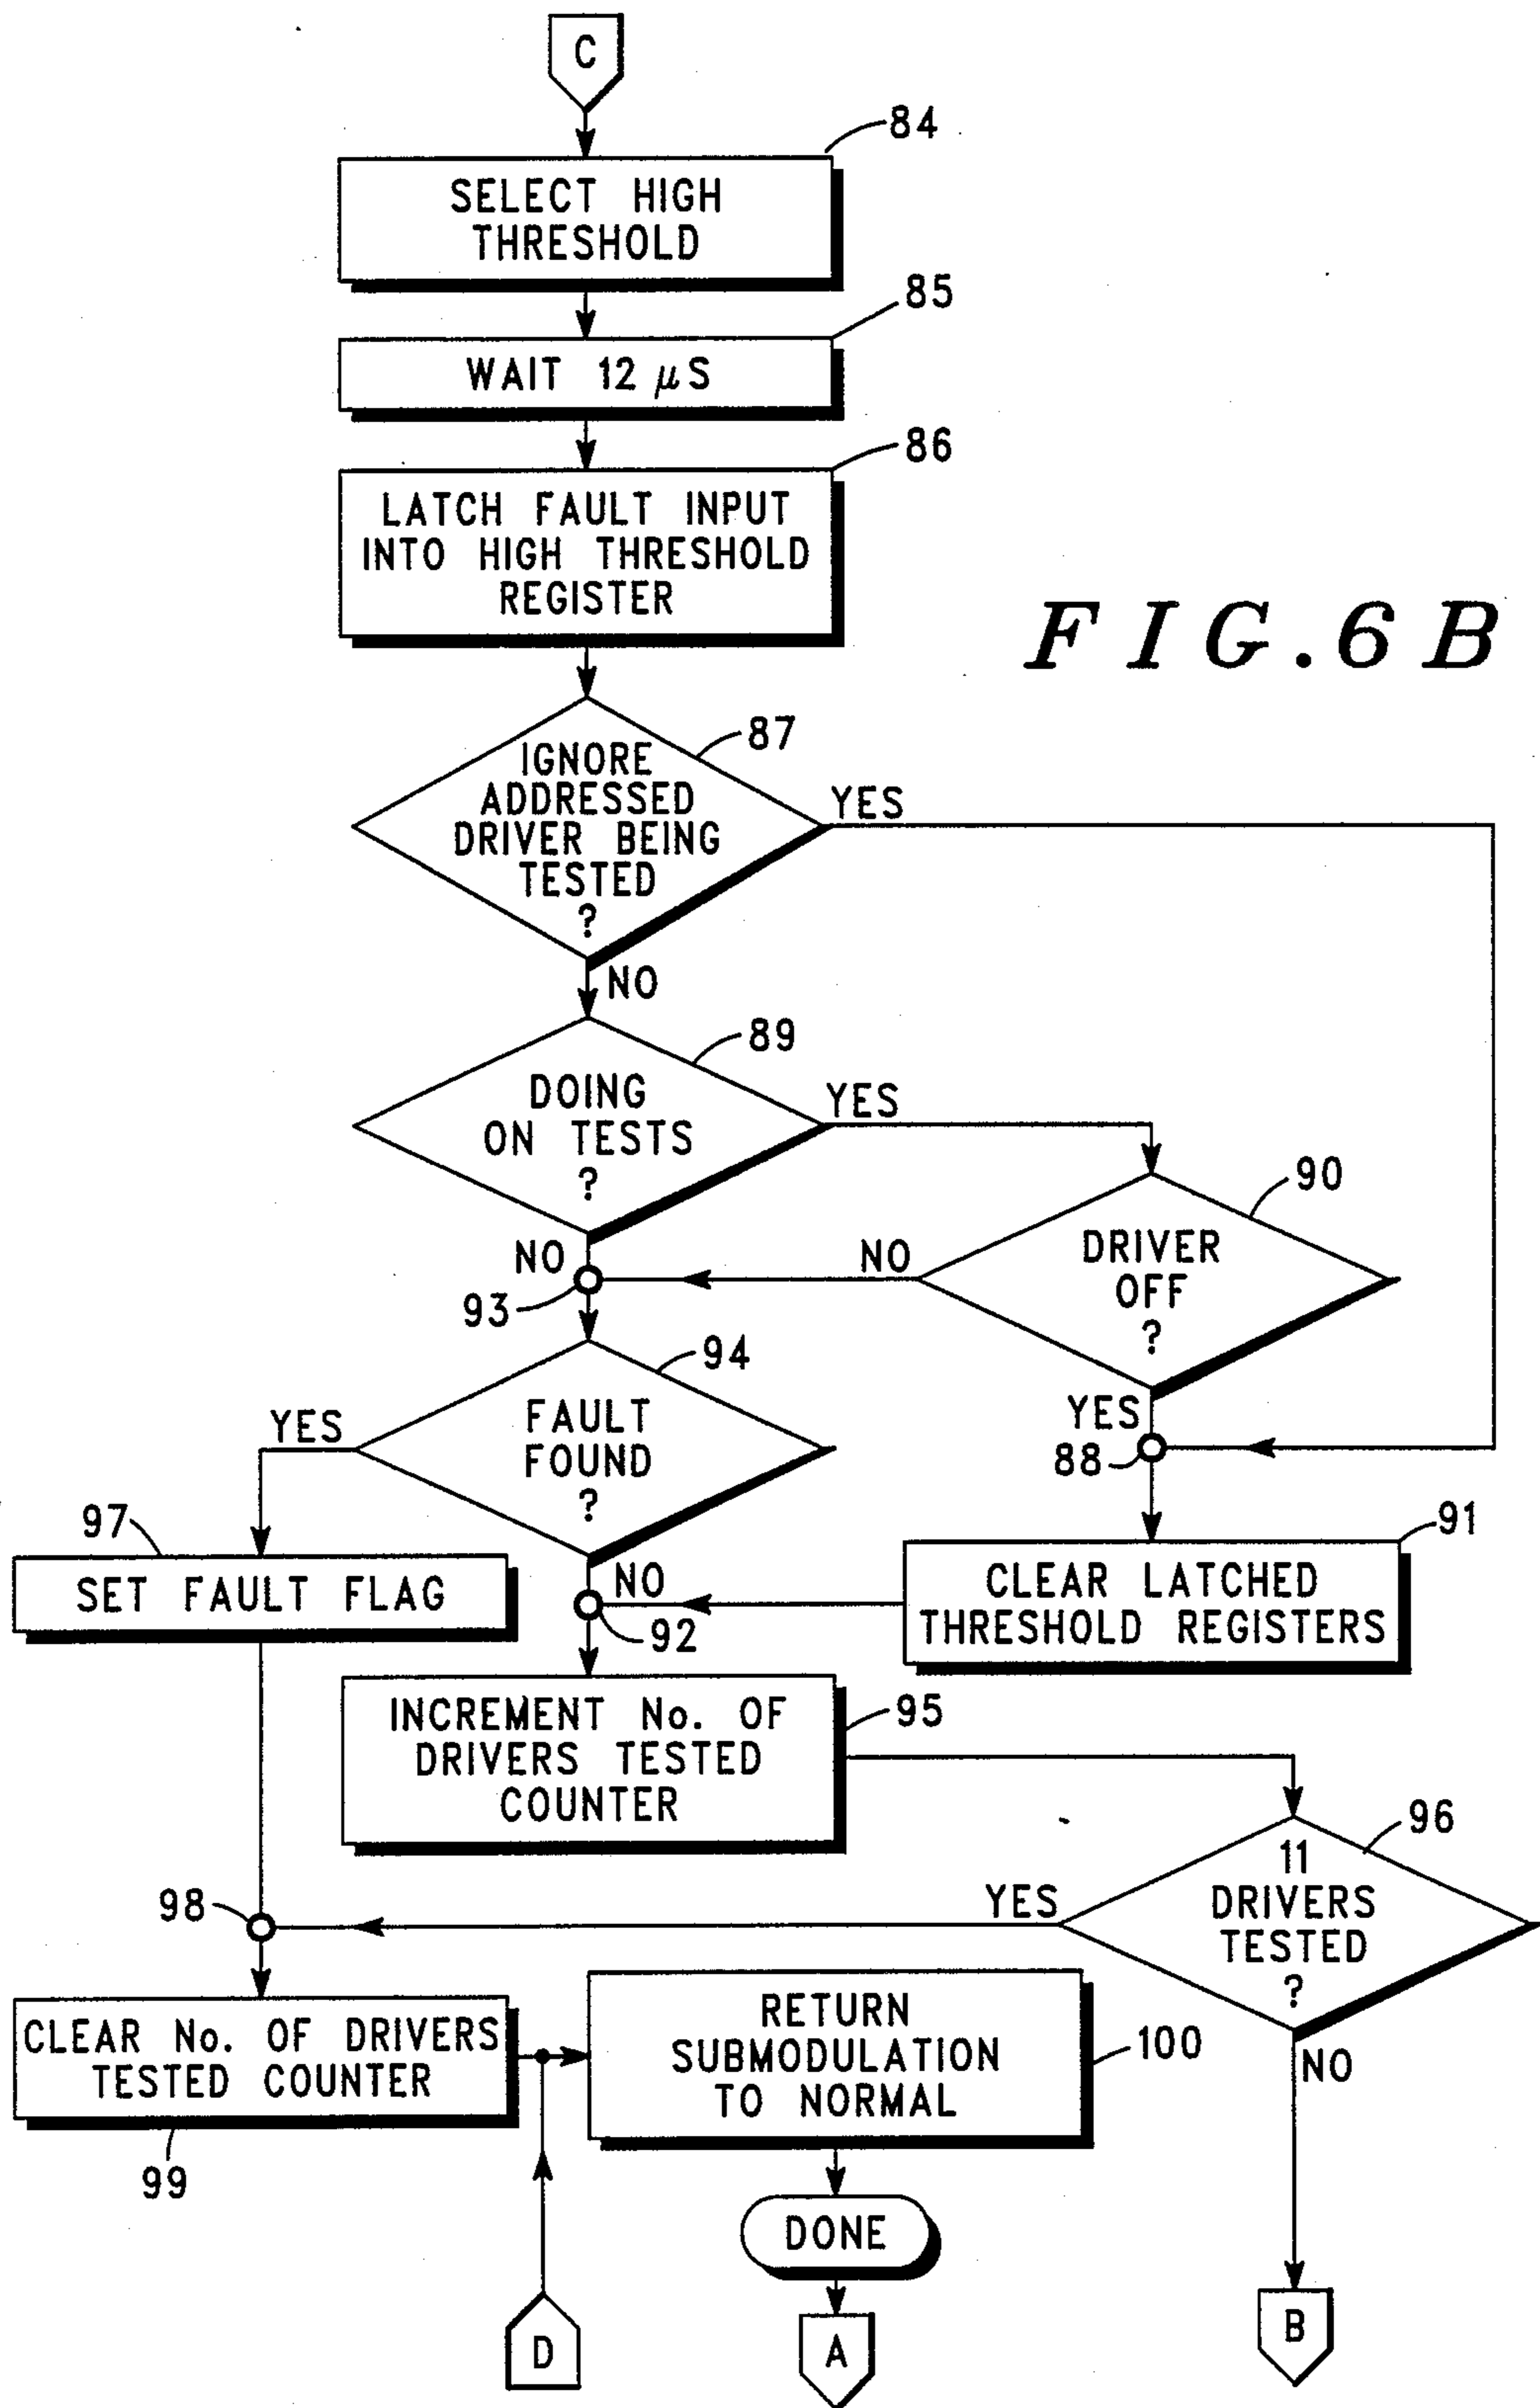 C
84
SELECT HIGH
THRESHOLD
85
WAIT 12 μS
86
LATCH FAULT INPUT
INTO HIGH THRESHOLD
REGISTER
FIG.6B
87
IGNORE
ADDRESSED
DRIVER BEING
TESTED
?
YES
NO
89
DOING
ON TESTS
?
YES
90
DRIVER
OFF
?
NO
NO
93
94
FAULT
FOUND
?
YES
YES
88
97
SET FAULT FLAG
NO
92
91
CLEAR LATCHED
THRESHOLD REGISTERS
95
INCREMENT No. OF
DRIVERS TESTED
COUNTER
96
11
DRIVERS
TESTED
?
YES
98
NO
CLEAR No. OF DRIVERS
TESTED COUNTER
99
RETURN
SUBMODULATION
TO NORMAL
100
DONE
D
A
B